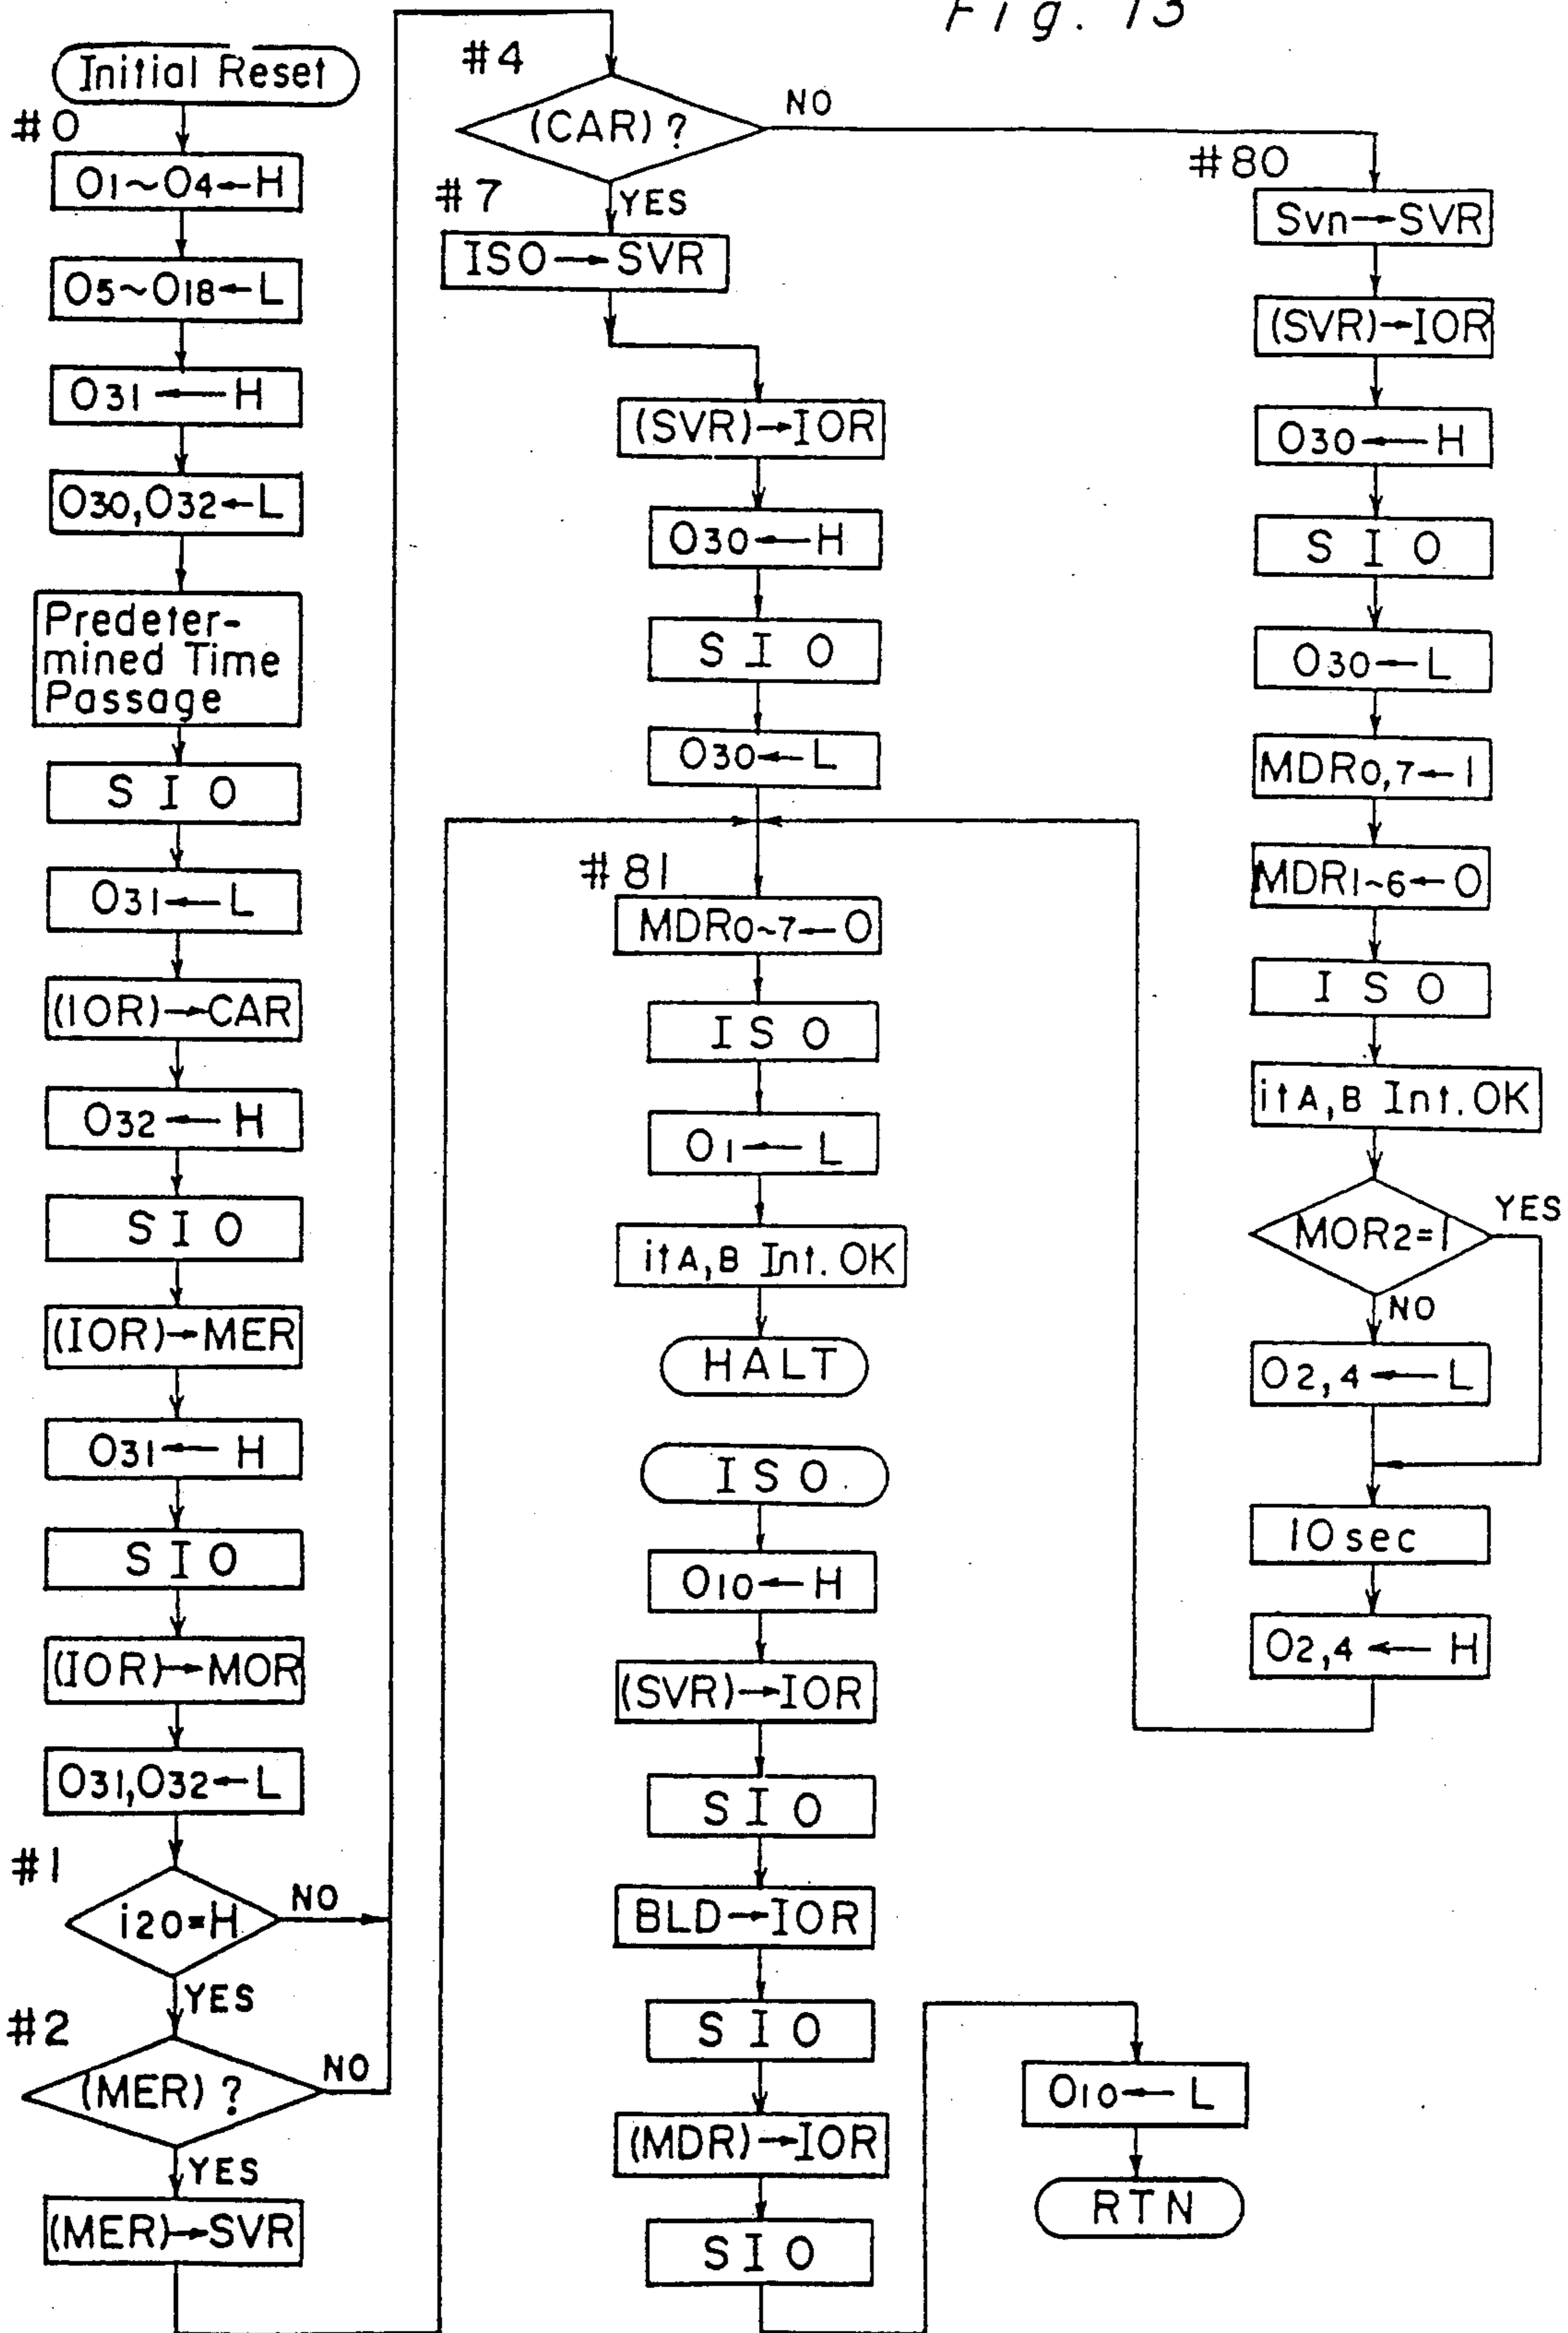 Fig. 13
Initial Reset
#0
O1~O4←H
O5~O18←L
O31←H
O30,O32←L
Predeter-
mined Time
Passage
SIO
O31←L
(IOR)→CAR
O32←H
SIO
(IOR)→MER
O31←H
SIO
(IOR)→MOR
O31,O32←L
#1
i20=H
NO
YES
#2
(MER)?
NO
YES
(MER)→SVR
#4
(CAR)?
NO
YES
#7
ISO→SVR
(SVR)→IOR
O30←H
SIO
O30←L
#81
MDR0~7←0
ISO
O1←L
itA,B Int.OK
HALT
ISO
O10←H
(SVR)→IOR
SIO
BLD→IOR
SIO
(MDR)→IOR
SIO
O10←L
RTN
#80
Svn→SVR
(SVR)→IOR
O30←H
SIO
O30←L
MDR0,7←1
MDR1~6←0
ISO
itA,B Int.OK
MOR2=1
YES
NO
O2,4←L
10sec
O2,4←H